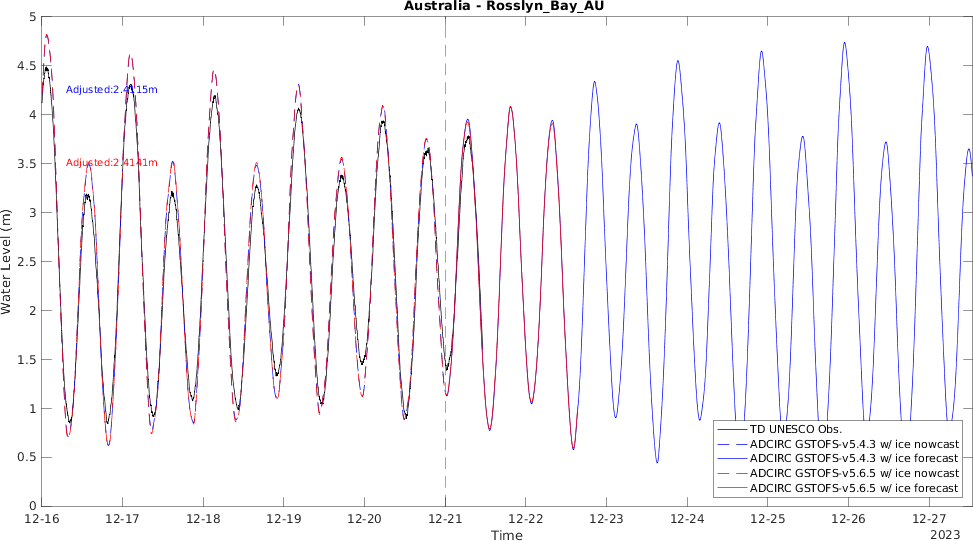 Australia - Rosslyn_Bay_AU
5
4.5
4
3.5
3
2.5
2
1.5
1
0.5
0
Water Level (m)
Adjusted:2.4115m
Adjusted:2.4141m
TD UNESCO Obs.
ADCIRC GSTOFS-v5.4.3 w/ ice nowcast
ADCIRC GSTOFS-v5.4.3 w/ ice forecast
ADCIRC GSTOFS-v5.6.5 w/ ice nowcast
ADCIRC GSTOFS-v5.6.5 w/ ice forecast
12-16 12-17 12-18 12-19 12-20 12-21 12-22 12-23 12-24 12-25 12-26 12-27
Time
2023